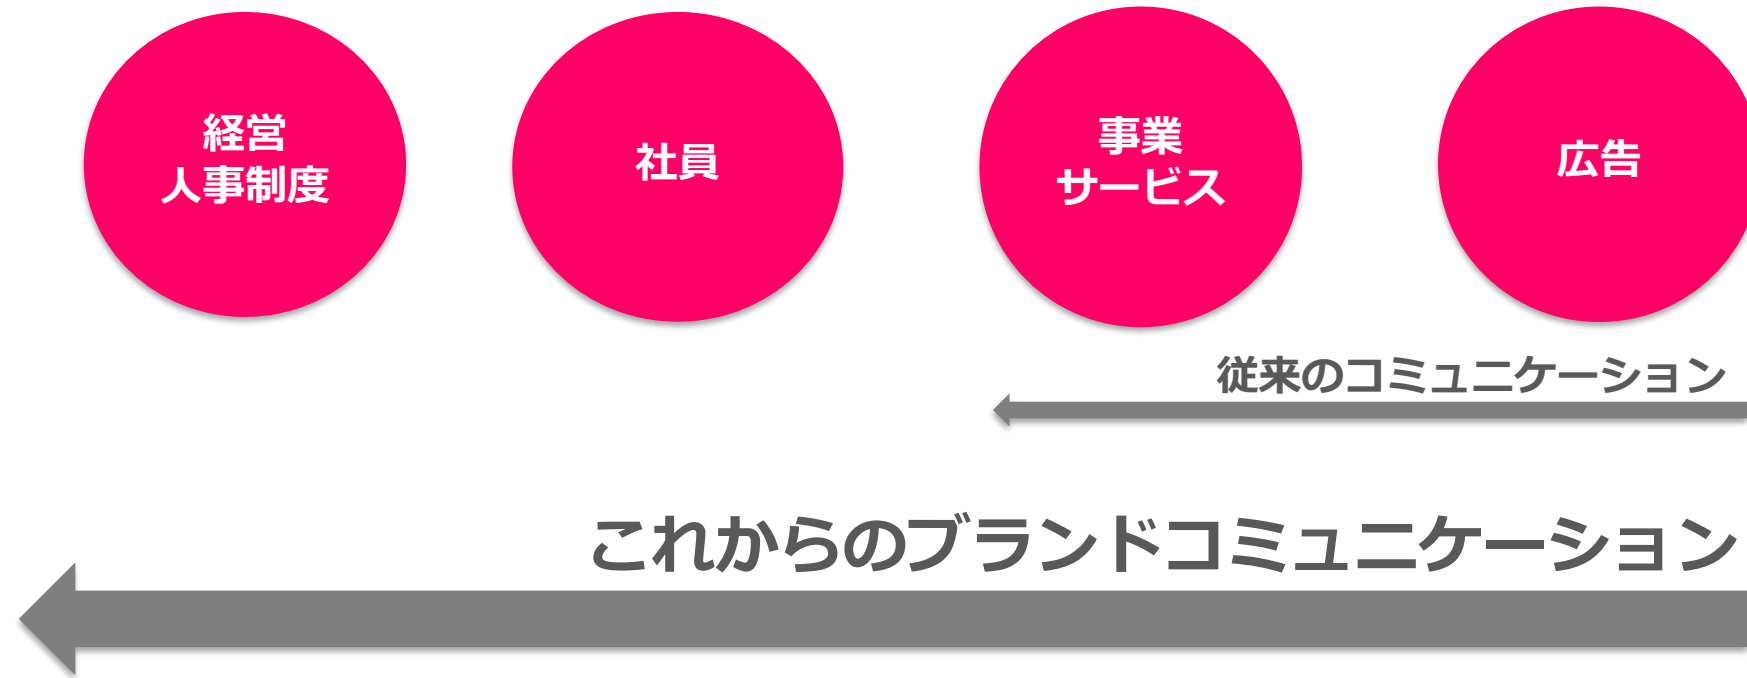 経営
人事制度
社員
事業
サービス
広告
従来のコミュニケーション
これからのブランドコミュニケーション